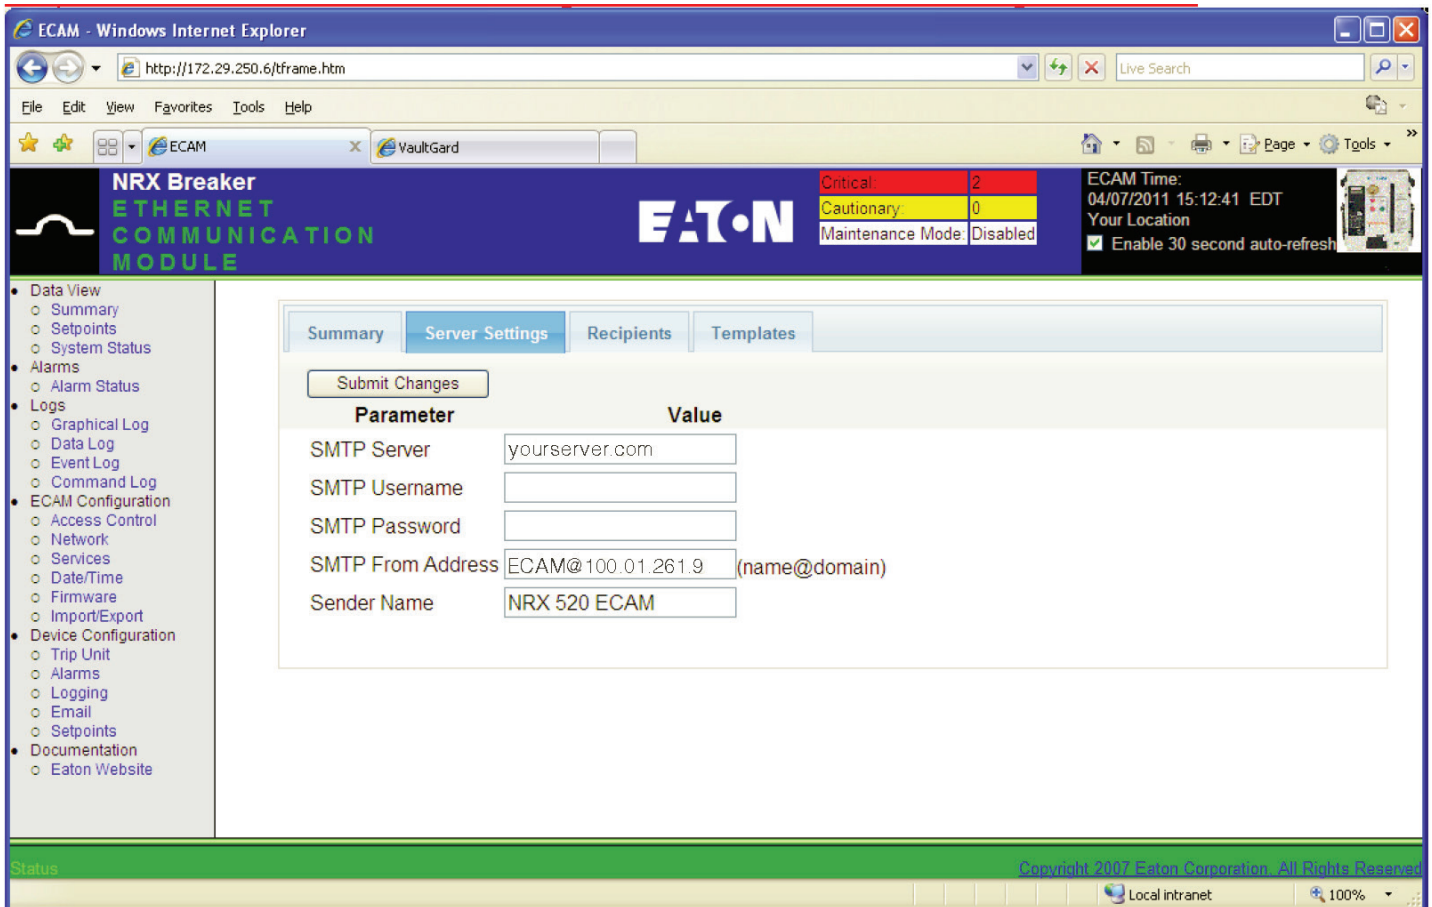 ECAM - Windows Internet Explorer
http://172.29.250.6/tframe.htm
Live Search
File Edit View Favorites Tools Help
ECAM
VaultGard
Page Tools
NRX Breaker
ETHERNET
COMMUNICATION
MODULE
EATON
Critical: 2
Cautionary: 0
Maintenance Mode: Disabled
ECAM Time:
04/07/2011 15:12:41 EDT
Your Location
Enable 30 second auto-refresh
Data View
Summary
Setpoints
System Status
Alarms
Alarm Status
Logs
Graphical Log
Data Log
Event Log
Command Log
ECAM Configuration
Access Control
Network
Services
Date/Time
Firmware
Import/Export
Device Configuration
Trip Unit
Alarms
Logging
Email
Setpoints
Documentation
Eaton Website
Summary Server Settings Recipients Templates
Submit Changes
Parameter Value
SMTP Server yourserver.com
SMTP Username
SMTP Password
SMTP From Address ECAM@100.01.261.9 (name@domain)
Sender Name NRX 520 ECAM
Status
Copyright 2007 Eaton Corporation. All Rights Reserved
Local intranet
100%